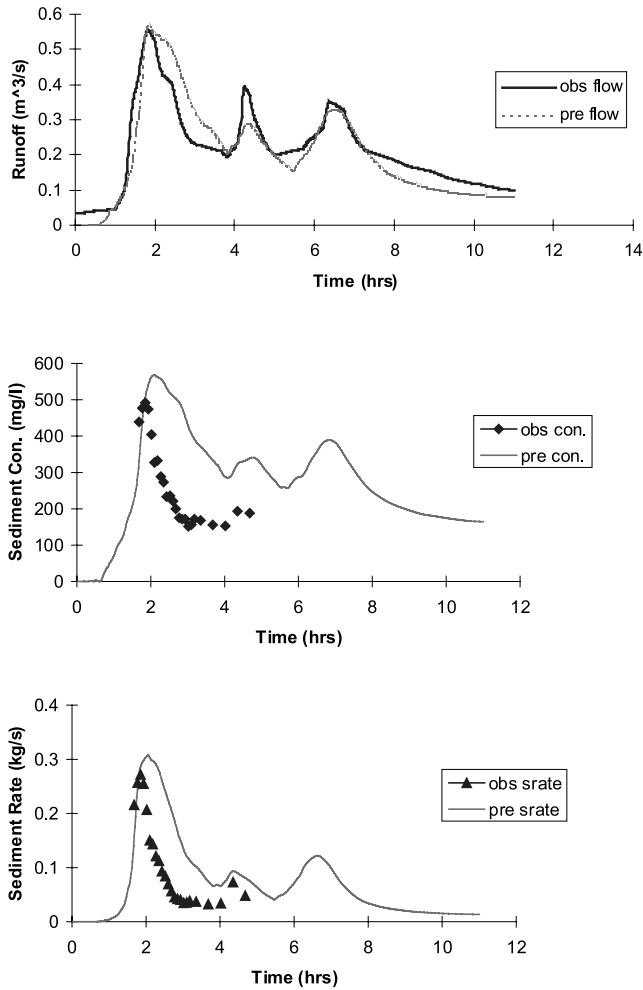 0.6
0.5
0.4
0.3
0.2
0.1
0
Runoff (m^3/s)
obs flow
pre flow
0 2 4 6 8 10 12 14
Time (hrs)
600
500
400
300
200
100
0
Sediment Con. (mg/l)
obs con.
pre con.
0 2 4 6 8 10 12
Time (hrs)
0.4
0.3
0.2
0.1
0
Sediment Rate (kg/s)
obs srate
pre srate
0 2 4 6 8 10 12
Time (hrs)